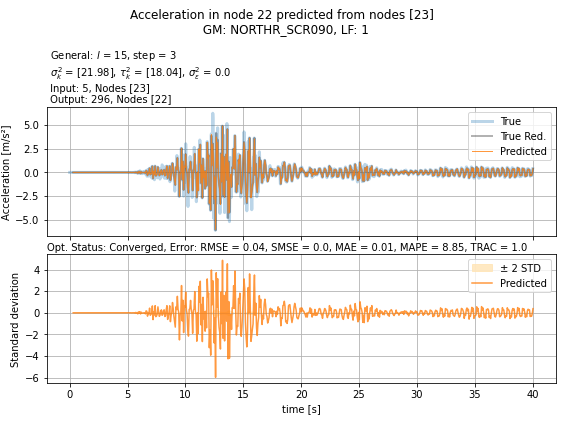 Acceleration in node 22 predicted from nodes [23]
GM: NORTHR_SCR090, LF: 1
General: l = 15, step = 3
σ²ₖ = [21.98], τ²ₖ = [18.04], σ²ₑ = 0.0
Input: 5, Nodes [23]
Output: 296, Nodes [22]
Acceleration [m/s²]
5.0
2.5
0.0
−2.5
−5.0
True
True Red.
Predicted
Opt. Status: Converged, Error: RMSE = 0.04, SMSE = 0.0, MAE = 0.01, MAPE = 8.85, TRAC = 1.0
Standard deviation
4
2
0
−2
−4
−6
± 2 STD
Predicted
0 5 10 15 20 25 30 35 40
time [s]